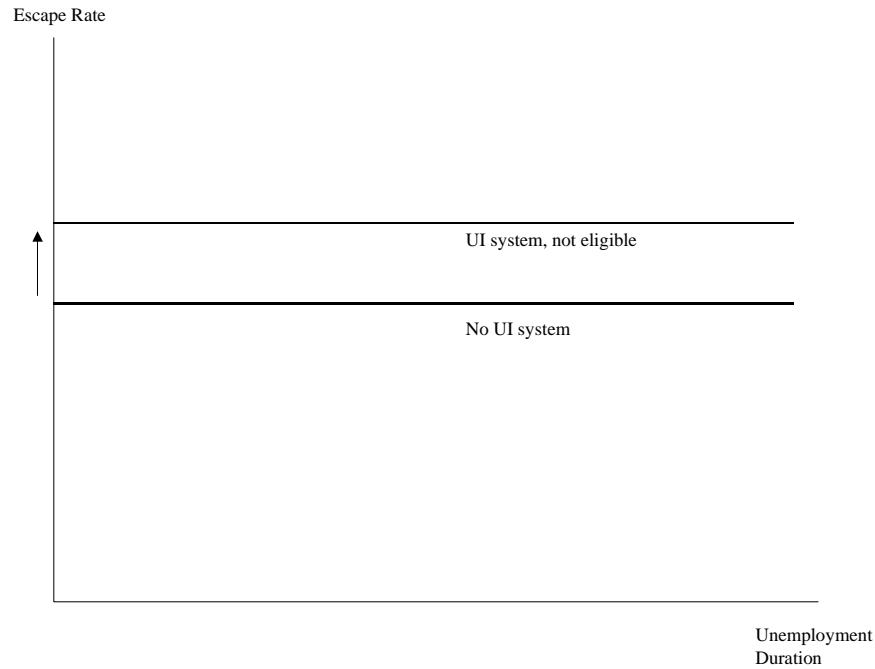 Escape Rate
UI system, not eligible
No UI system
Unemployment
Duration